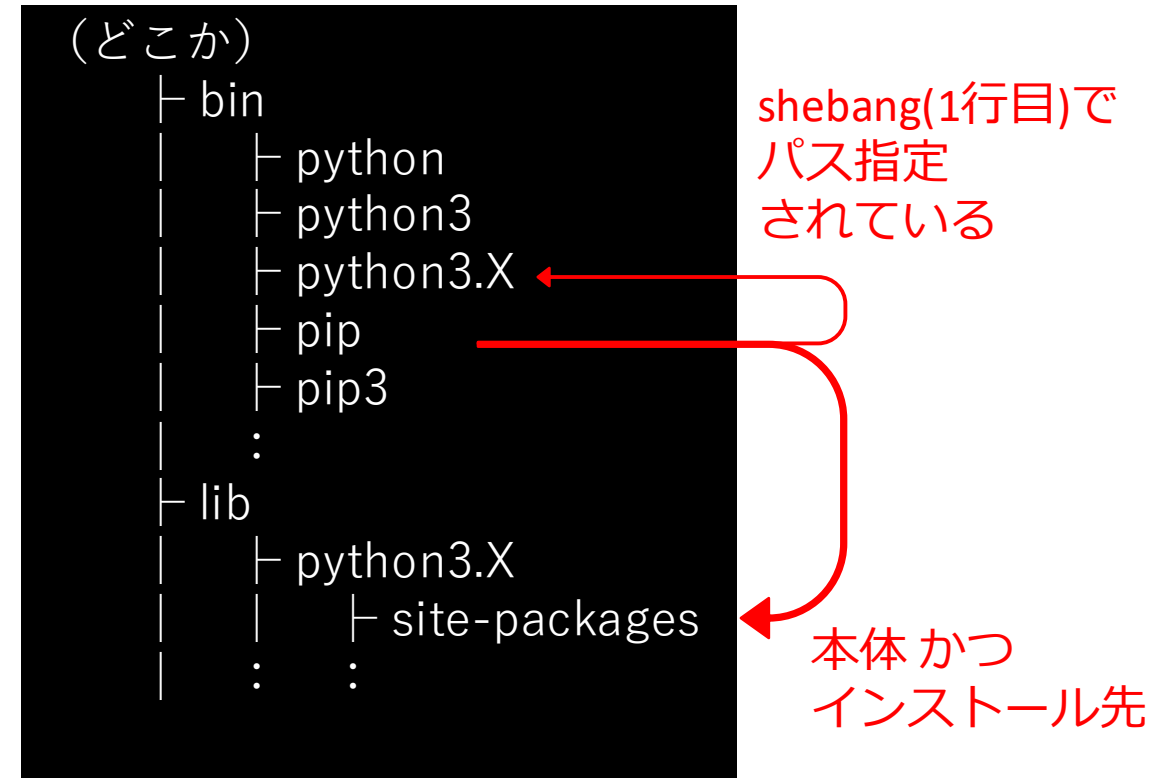 (どこか)
├ bin
│ ├ python
│ ├ python3
│ ├ python3.X
│ ├ pip
│ ├ pip3
│ :
├ lib
│ ├ python3.X
│ │ ├ site-packages
│ : :
shebang(1行目)で
パス指定
されている
本体 かつ
インストール先